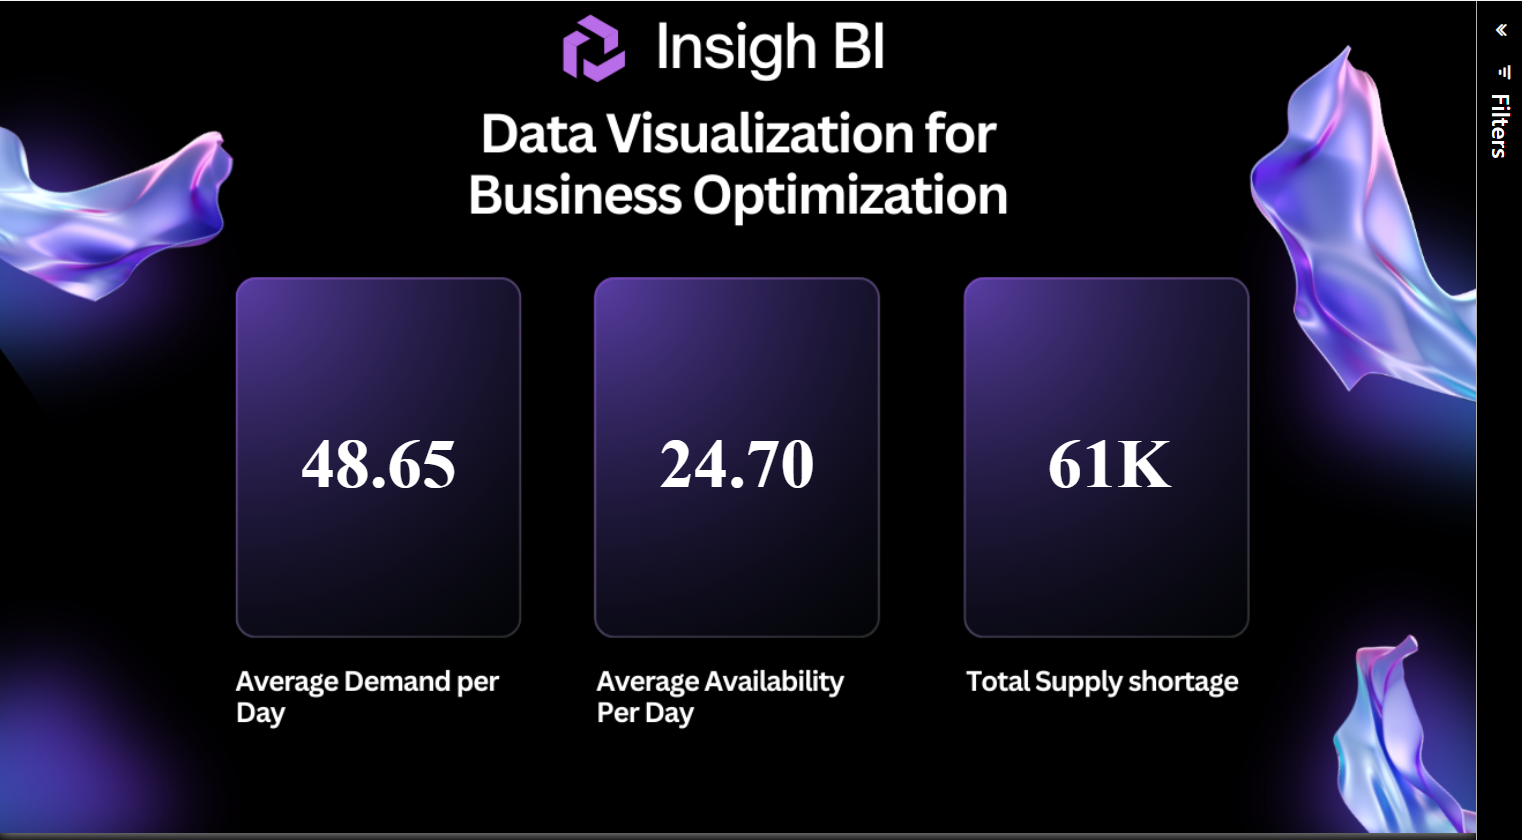 Insigh BI
Data Visualization for
Business Optimization
48.65
24.70
61K
Average Demand per
Day
Average Availability
Per Day
Total Supply shortage
Filters